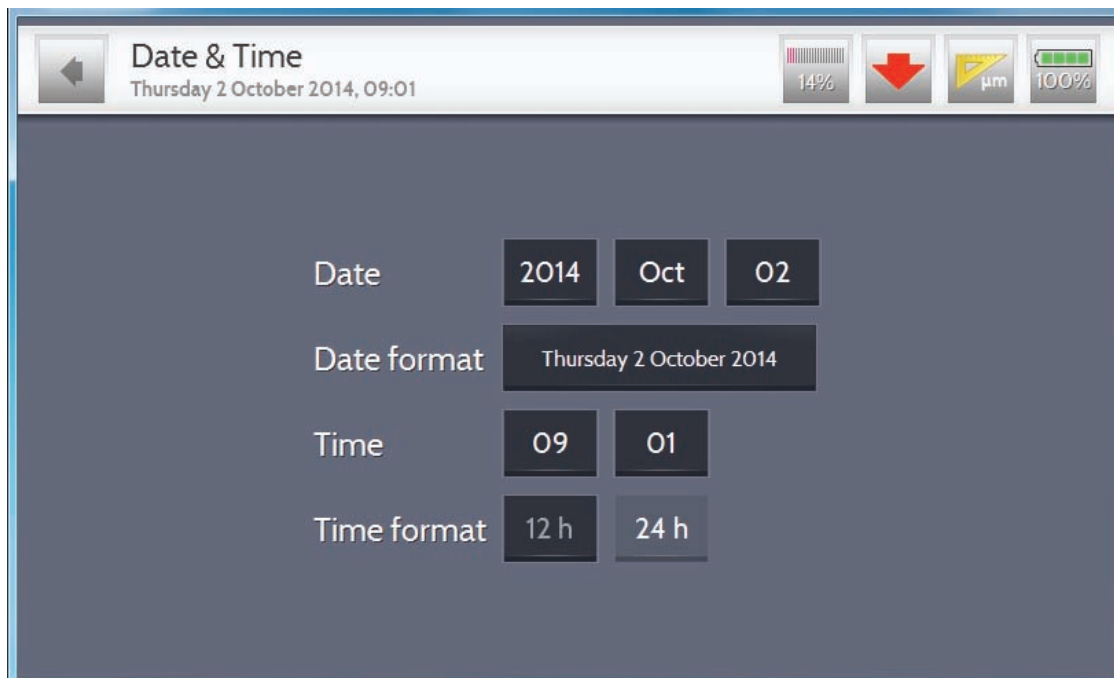 Date & Time
Thursday 2 October 2014, 09:01
14%
µm
100%
Date 2014 Oct 02
Date format Thursday 2 October 2014
Time 09 01
Time format 12 h 24 h